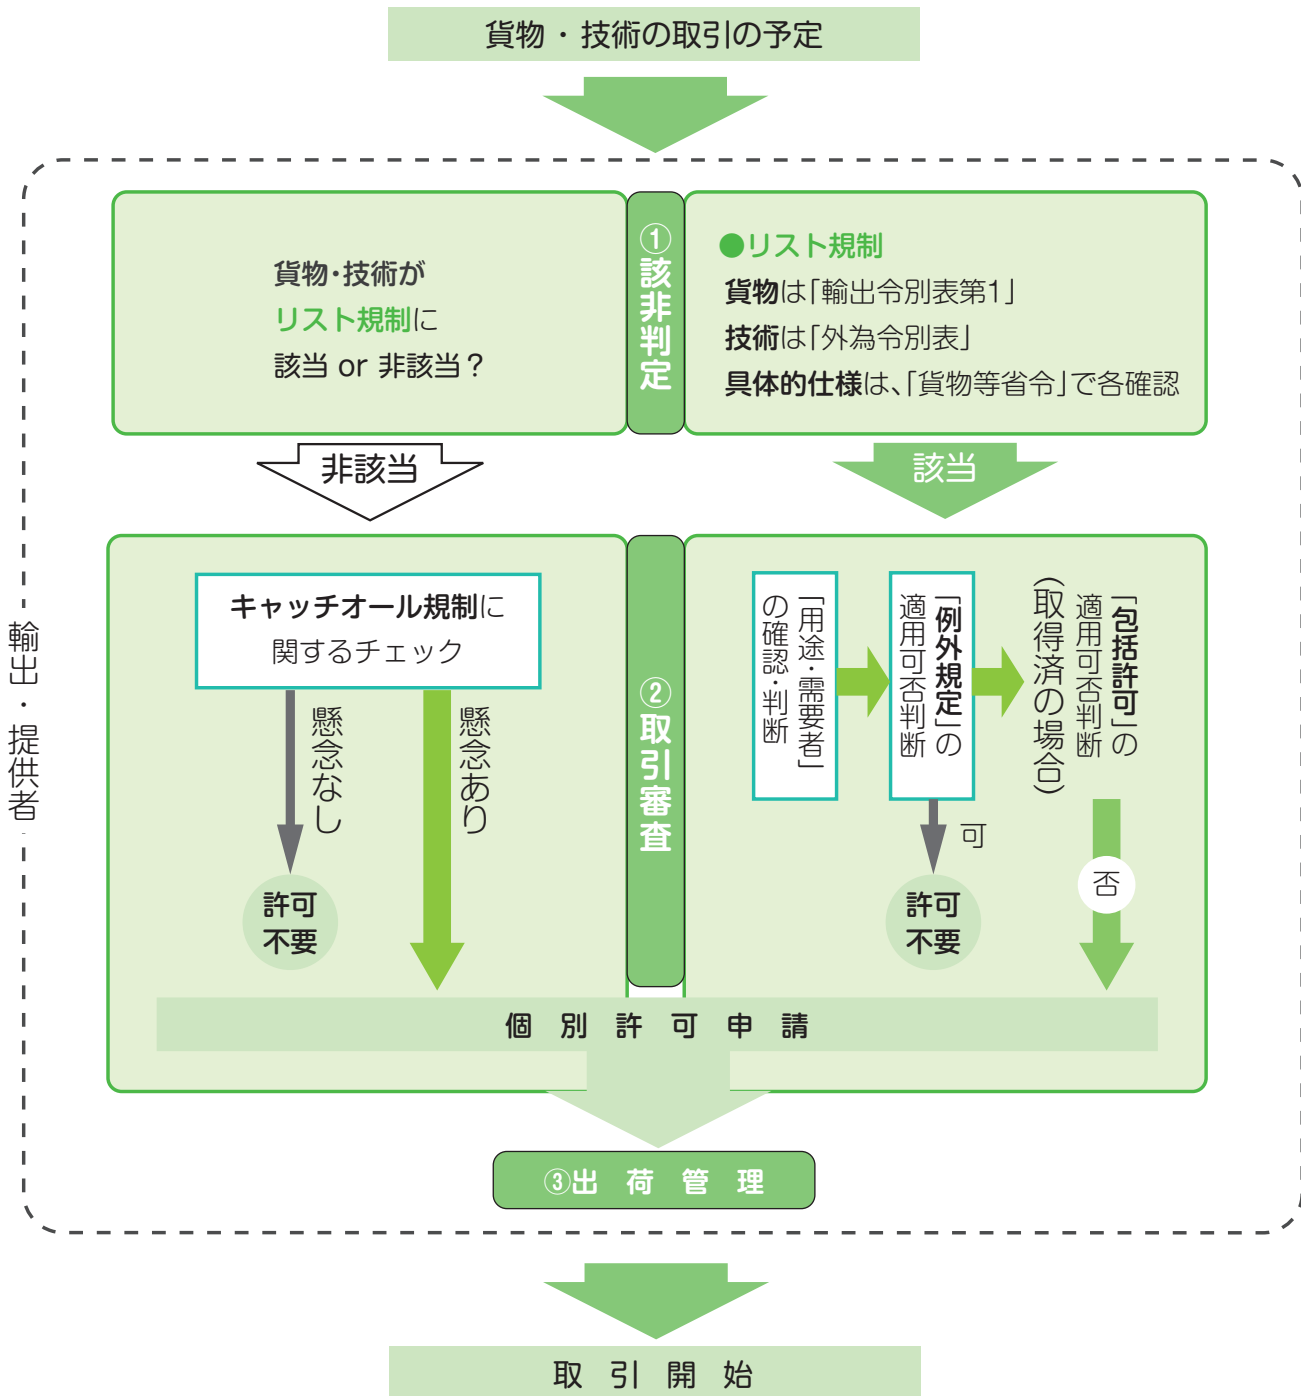 貨物・技術の取引の予定
輸出・提供者
貨物・技術が
リスト規制に
該当 or 非該当?
①該非判定
●リスト規制
貨物は「輸出令別表第1」
技術は「外為令別表」
具体的仕様は、「貨物等省令」で各確認
非該当
該当
キャッチオール規制に
関するチェック
懸念なし
懸念あり
許可
不要
②取引審査
「用途・需要者」
の確認・判断
「例外規定」の
適用可否判断
「包括許可」の
適用可否判断
(取得済の場合)
可
否
許可
不要
個別許可申請
③出荷管理
取引開始